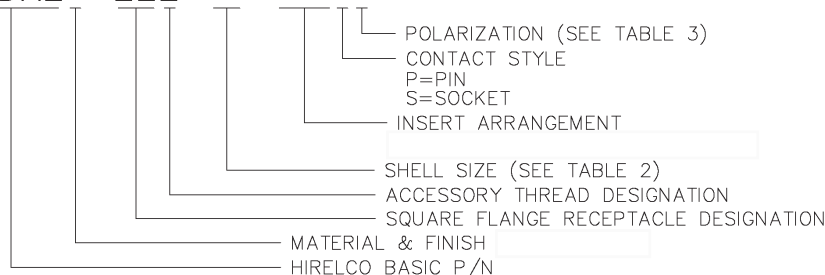 POLARIZATION (SEE TABLE 3)
CONTACT STYLE
P=PIN
S=SOCKET
INSERT ARRANGEMENT
SHELL SIZE (SEE TABLE 2)
ACCESSORY THREAD DESIGNATION
SQUARE FLANGE RECEPTACLE DESIGNATION
MATERIAL & FINISH
HIRELCO BASIC P/N